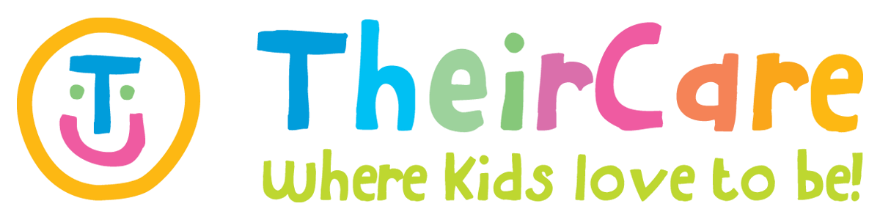 T
TheirCare
Where Kids love to be!